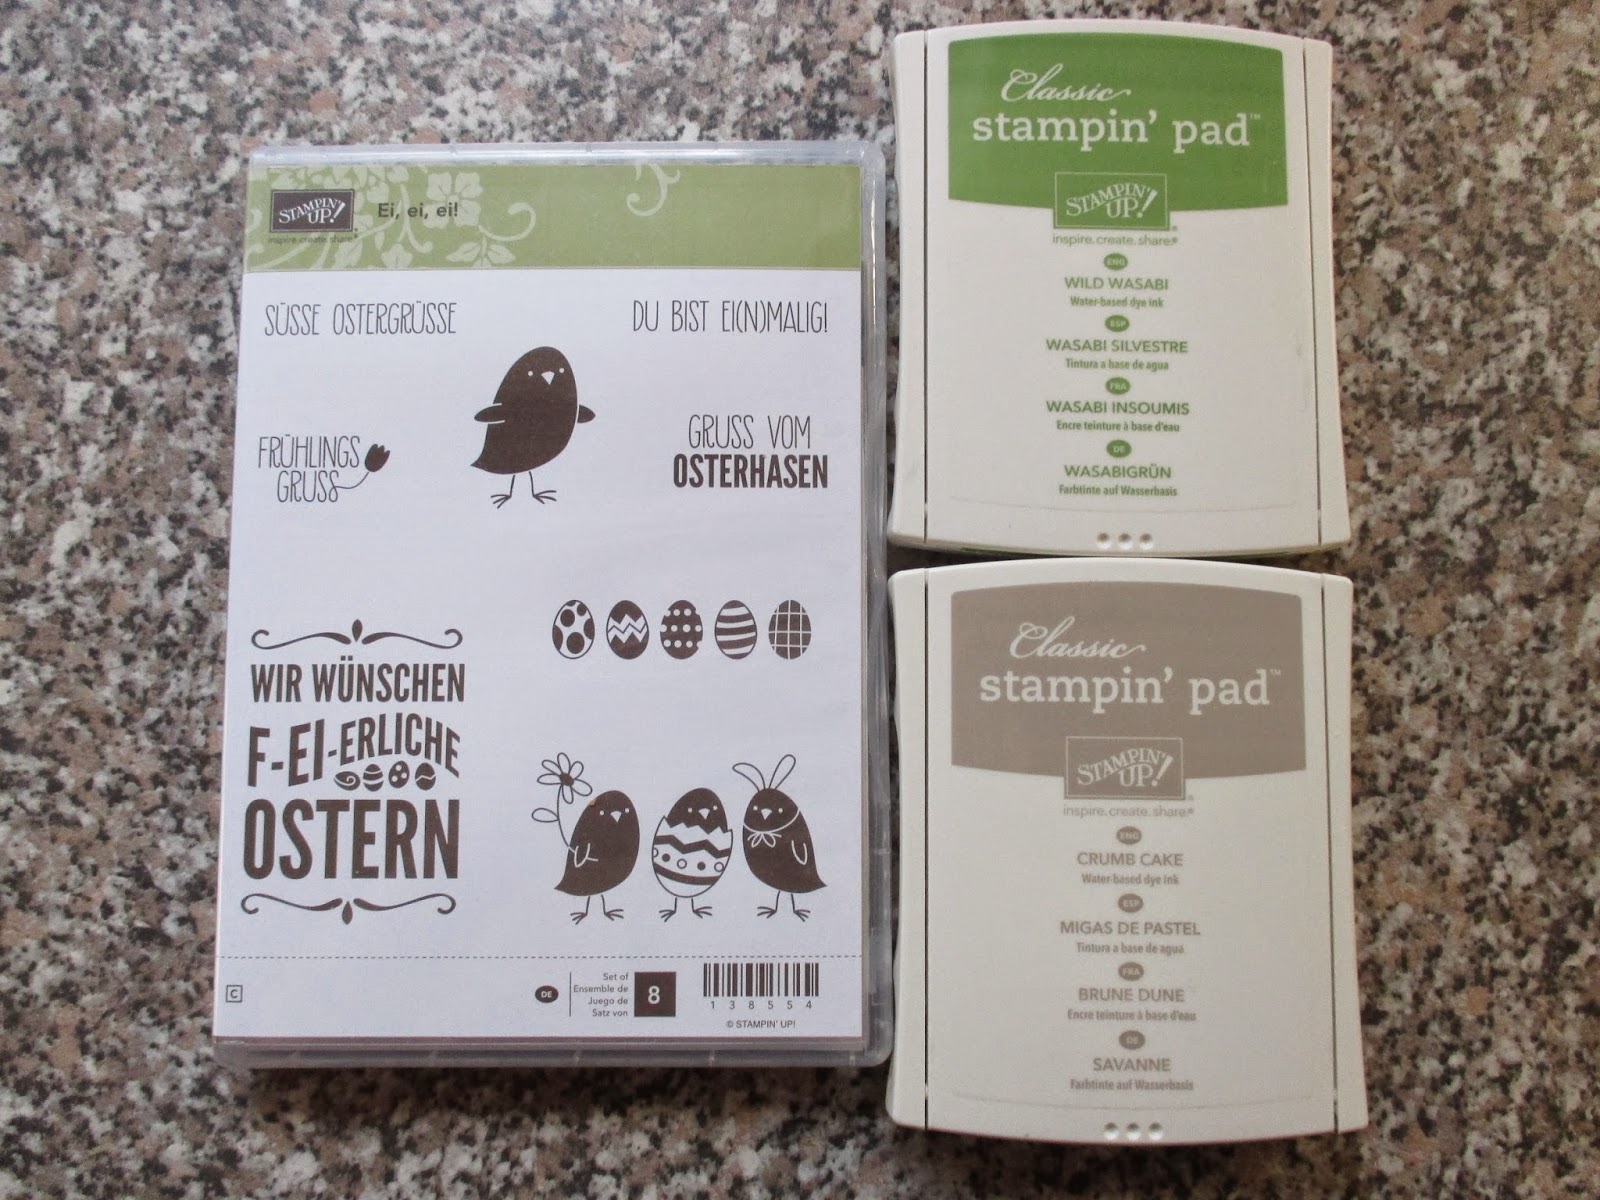 STAMPIN' UP!®
inspire.create.share.®
Ei, ei, ei!
SÜSSE OSTERGRÜSSE
DU BIST EI(N)MALIG!
FRÜHLINGS
GRUSS
GRUSS VOM
OSTERHASEN
WIR WÜNSCHEN
F-EI-ERLICHE
OSTERN
C
DE
Set of
Ensemble de
Juego de
Satz von
8
138554
© STAMPIN' UP!
Classic
stampin' pad™
STAMPIN' UP!®
inspire.create.share.®
ENG
WILD WASABI
Water-based dye ink
ESP
WASABI SILVESTRE
Tintura a base de agua
FRA
WASABI INSOUMIS
Encre teinture à base d'eau
DE
WASABIGRÜN
Farbtinte auf Wasserbasis
Classic
stampin' pad™
STAMPIN' UP!®
inspire.create.share.®
ENG
CRUMB CAKE
Water-based dye ink
ESP
MIGAS DE PASTEL
Tintura a base de agua
FRA
BRUNE DUNE
Encre teinture à base d'eau
DE
SAVANNE
Farbtinte auf Wasserbasis